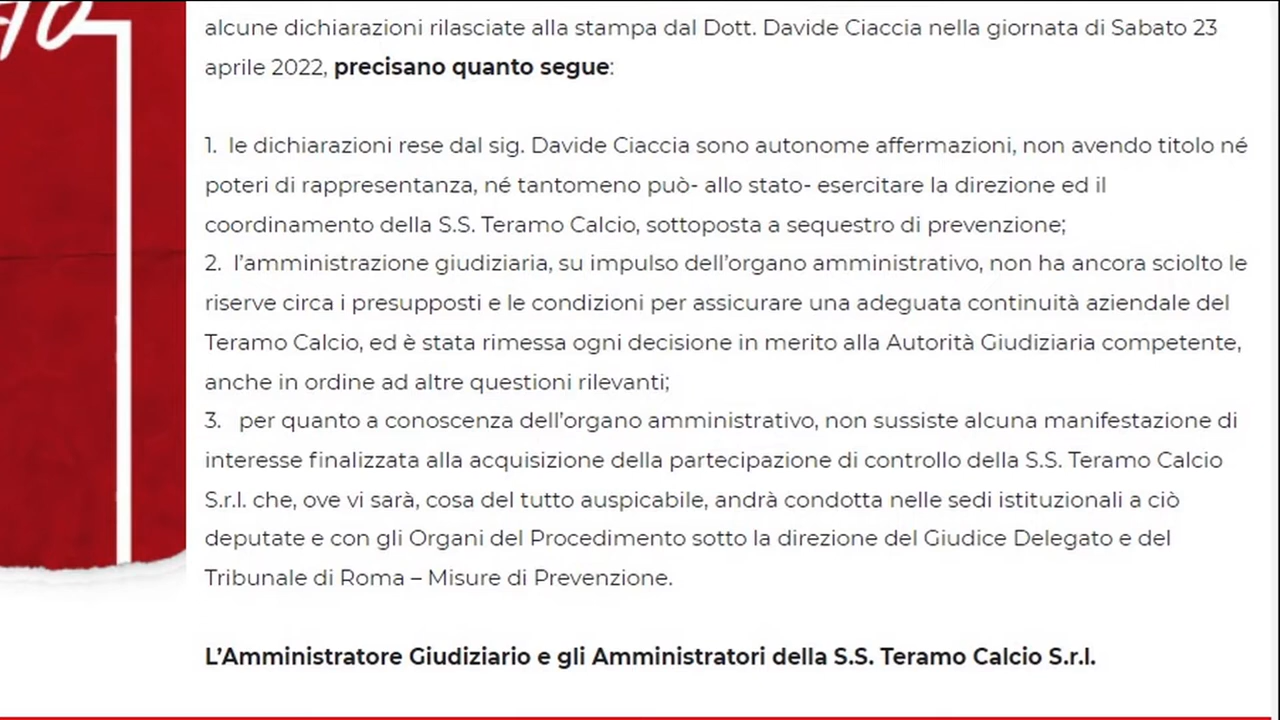 alcune dichiarazioni rilasciate alla stampa dal Dott. Davide Ciaccia nella giornata di Sabato 23
aprile 2022, precisano quanto segue:
1. le dichiarazioni rese dal sig. Davide Ciaccia sono autonome affermazioni, non avendo titolo né
poteri di rappresentanza, né tantomeno può- allo stato- esercitare la direzione ed il
coordinamento della S.S. Teramo Calcio, sottoposta a sequestro di prevenzione;
2. l’amministrazione giudiziaria, su impulso dell’organo amministrativo, non ha ancora sciolto le
riserve circa i presupposti e le condizioni per assicurare una adeguata continuità aziendale del
Teramo Calcio, ed è stata rimessa ogni decisione in merito alla Autorità Giudiziaria competente,
anche in ordine ad altre questioni rilevanti;
3. per quanto a conoscenza dell’organo amministrativo, non sussiste alcuna manifestazione di
interesse finalizzata alla acquisizione della partecipazione di controllo della S.S. Teramo Calcio
S.r.l. che, ove vi sarà, cosa del tutto auspicabile, andrà condotta nelle sedi istituzionali a ciò
deputate e con gli Organi del Procedimento sotto la direzione del Giudice Delegato e del
Tribunale di Roma – Misure di Prevenzione.
L’Amministratore Giudiziario e gli Amministratori della S.S. Teramo Calcio S.r.l.